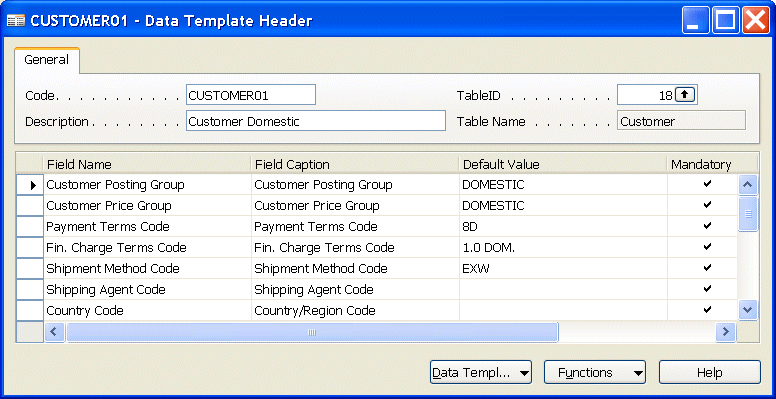 CUSTOMER01 - Data Template Header
General
Code. . . . . . . . . . . CUSTOMER01 TableID . . . . . . . . . 18
Description . . . . . . . . Customer Domestic Table Name . . . . . . . Customer
Field Name Field Caption Default Value Mandatory
Customer Posting Group Customer Posting Group DOMESTIC ✓
Customer Price Group Customer Price Group DOMESTIC ✓
Payment Terms Code Payment Terms Code 8D ✓
Fin. Charge Terms Code Fin. Charge Terms Code 1.0 DOM. ✓
Shipment Method Code Shipment Method Code EXW ✓
Shipping Agent Code Shipping Agent Code ✓
Country Code Country/Region Code ✓
Data Templ... Functions Help